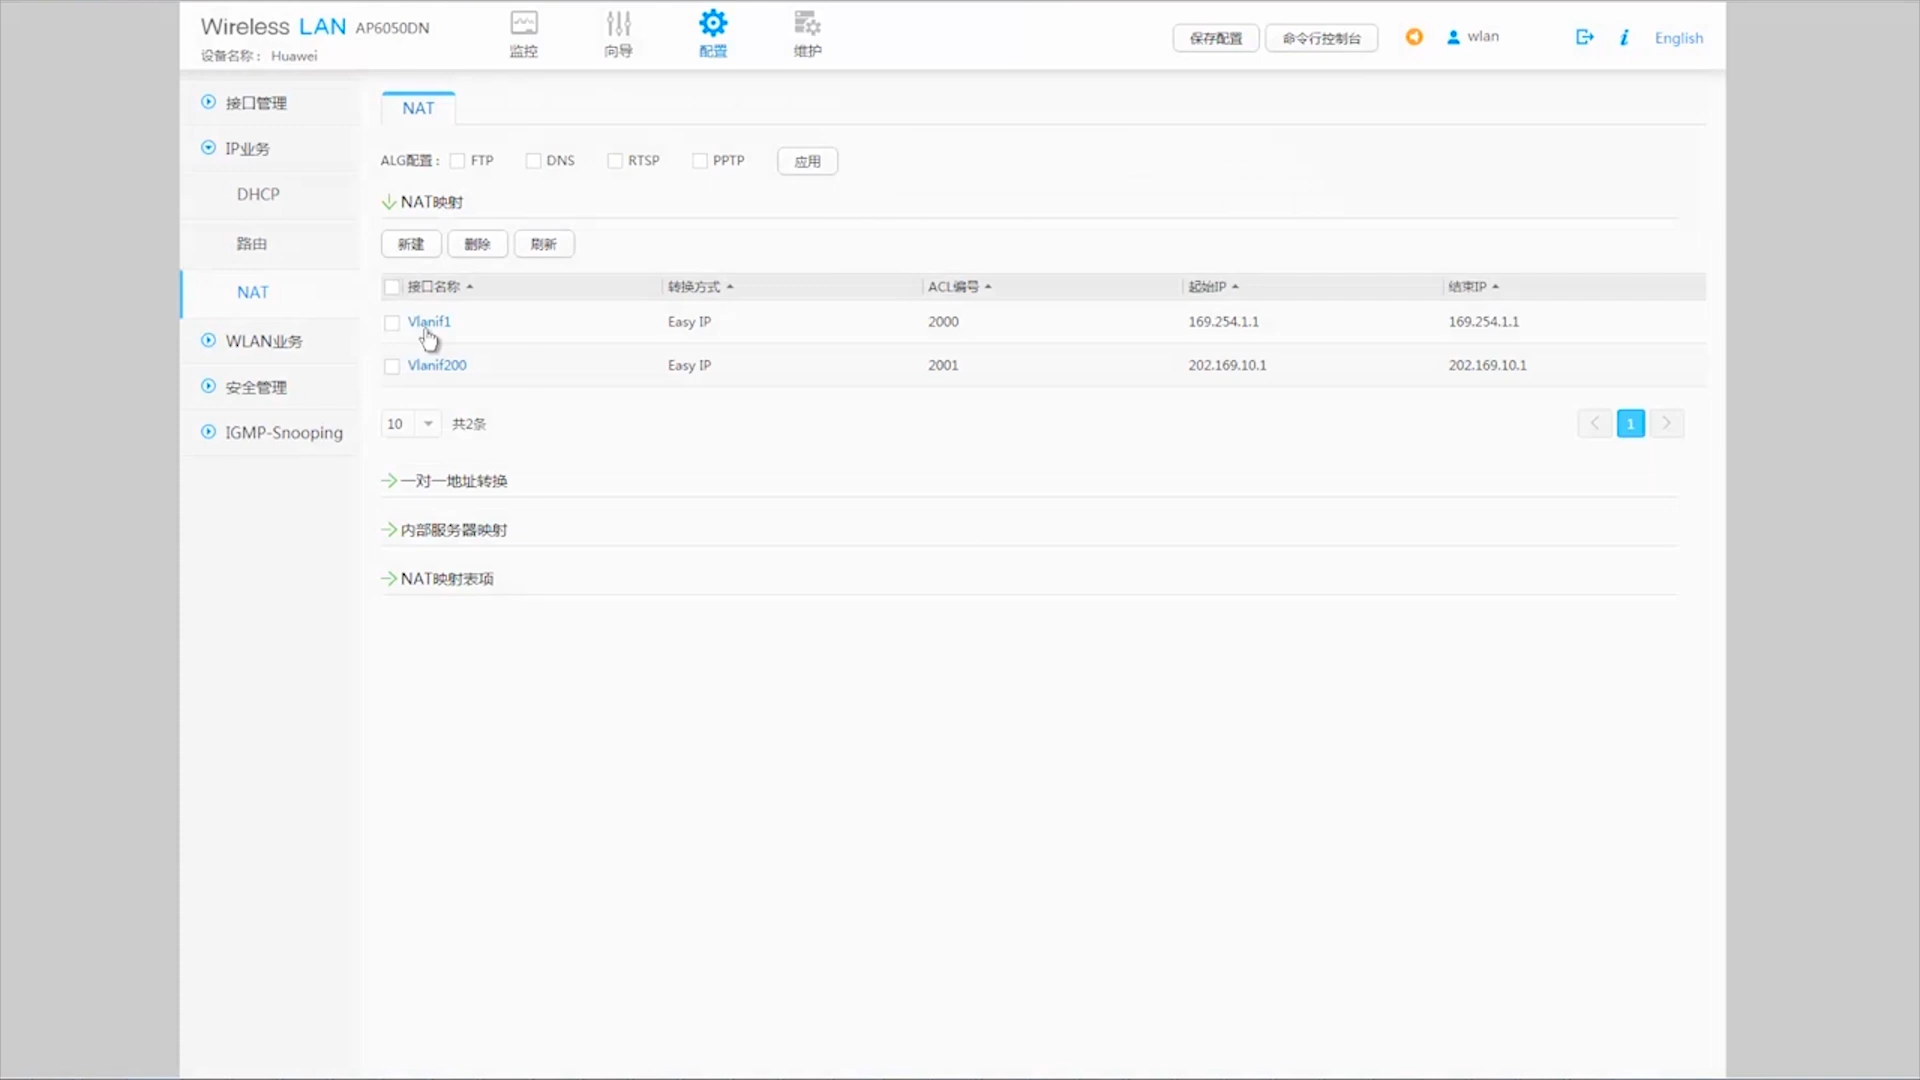 Wireless LAN AP6050DN
设备名称： Huawei
监控
向导
配置
维护
保存配置
命令行控制台
wlan
English
接口管理
IP业务
DHCP
路由
NAT
WLAN业务
安全管理
IGMP-Snooping
NAT
ALG配置： FTP DNS RTSP PPTP 应用
NAT映射
新建 删除 刷新
接口名称 转换方式 ACL编号 起始IP 结束IP
Vlanif1 Easy IP 2000 169.254.1.1 169.254.1.1
Vlanif200 Easy IP 2001 202.169.10.1 202.169.10.1
10 共2条 1
一对一地址转换
内部服务器映射
NAT映射表项